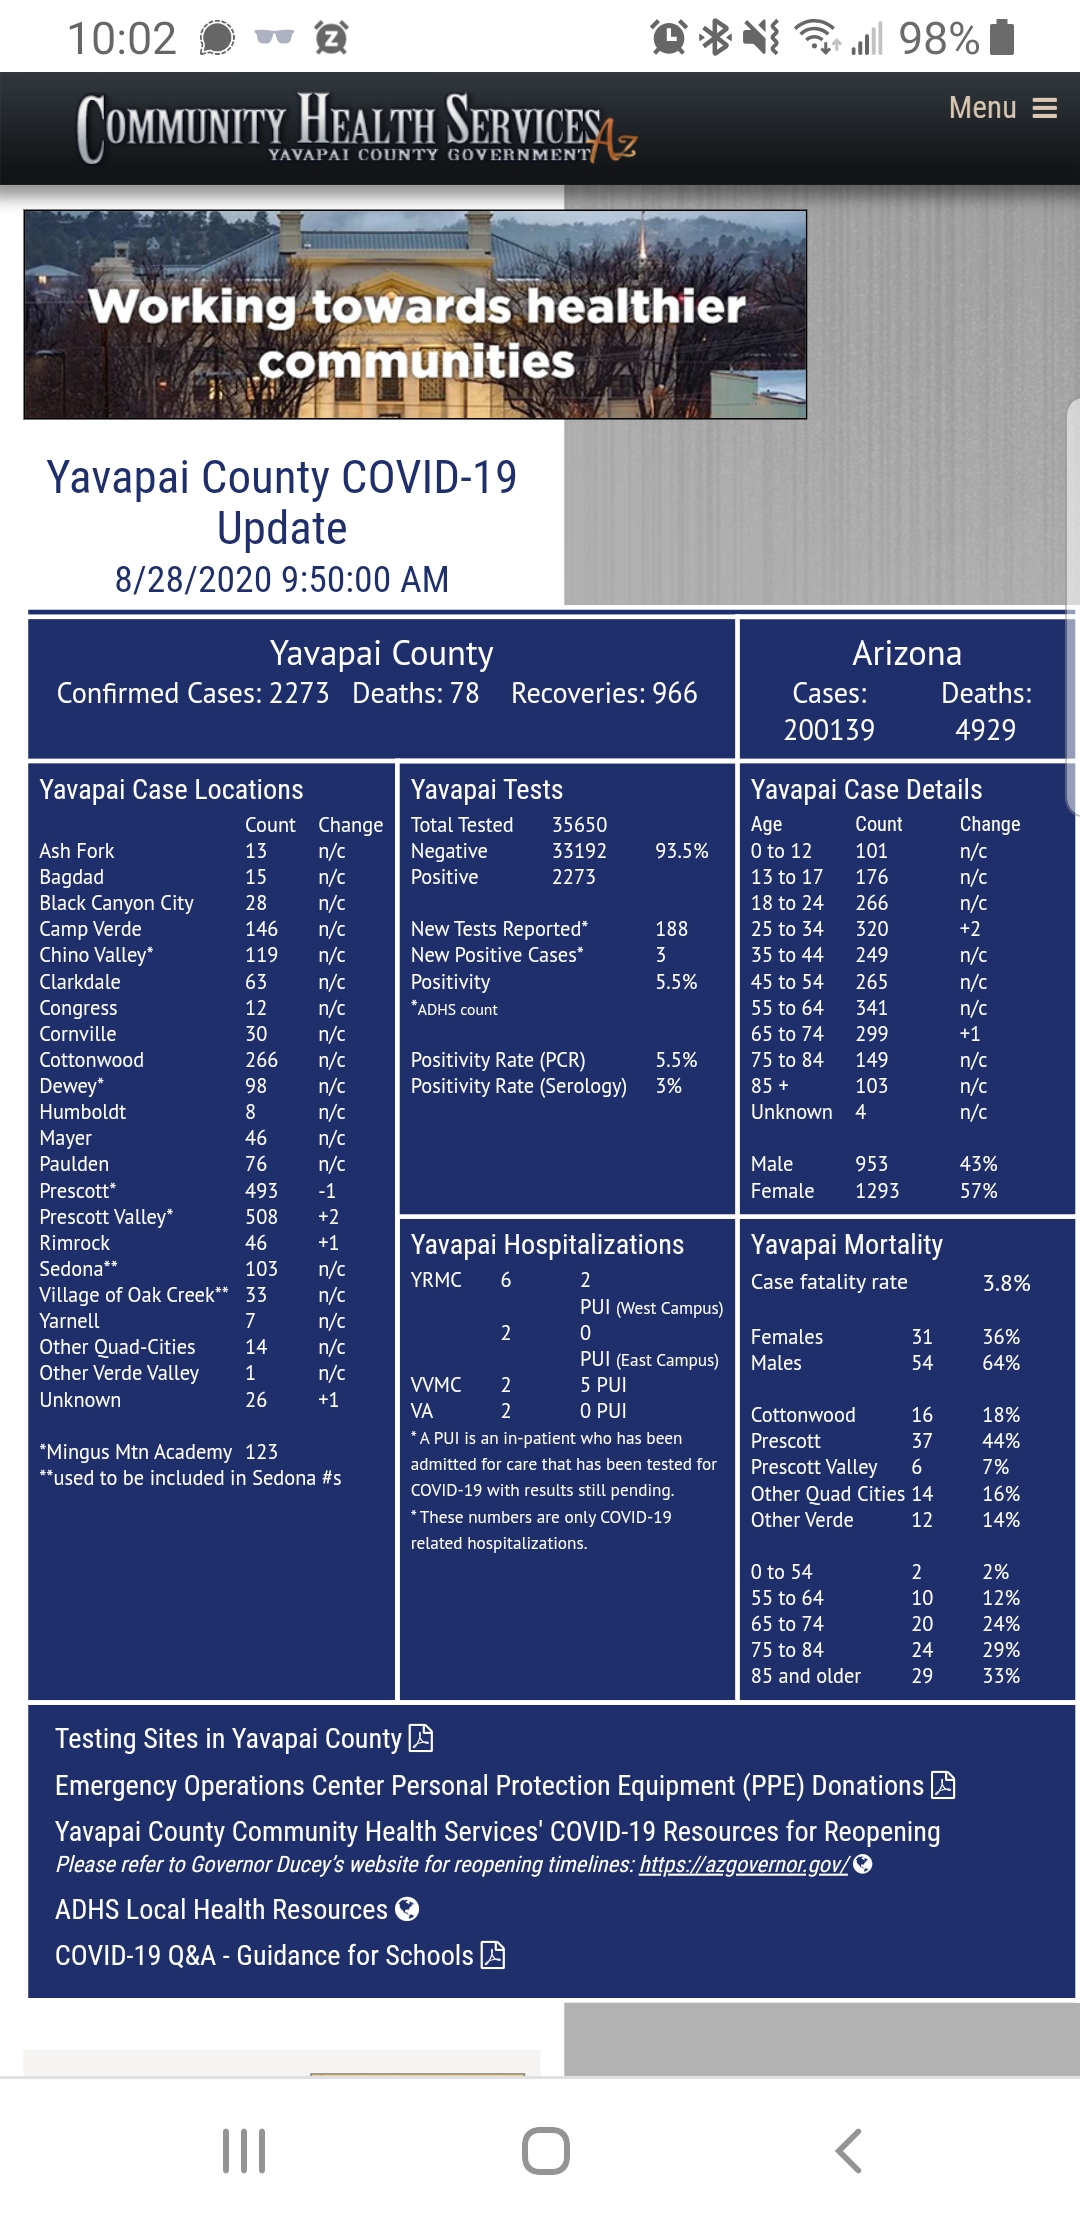 10:02
98%
COMMUNITY HEALTH SERVICES Az
YAVAPAI COUNTY GOVERNMENT
Menu
Working towards healthier
communities
Yavapai County COVID-19
Update
8/28/2020 9:50:00 AM
Yavapai County
Confirmed Cases: 2273 Deaths: 78 Recoveries: 966
Arizona
Cases: Deaths:
200139 4929
Yavapai Case Locations
Count Change
Ash Fork 13 n/c
Bagdad 15 n/c
Black Canyon City 28 n/c
Camp Verde 146 n/c
Chino Valley* 119 n/c
Clarkdale 63 n/c
Congress 12 n/c
Cornville 30 n/c
Cottonwood 266 n/c
Dewey* 98 n/c
Humboldt 8 n/c
Mayer 46 n/c
Paulden 76 n/c
Prescott* 493 -1
Prescott Valley* 508 +2
Rimrock 46 +1
Sedona** 103 n/c
Village of Oak Creek** 33 n/c
Yarnell 7 n/c
Other Quad-Cities 14 n/c
Other Verde Valley 1 n/c
Unknown 26 +1
*Mingus Mtn Academy 123
**used to be included in Sedona #s
Yavapai Tests
Total Tested 35650
Negative 33192 93.5%
Positive 2273
New Tests Reported* 188
New Positive Cases* 3
Positivity 5.5%
*ADHS count
Positivity Rate (PCR) 5.5%
Positivity Rate (Serology) 3%
Yavapai Case Details
Age Count Change
0 to 12 101 n/c
13 to 17 176 n/c
18 to 24 266 n/c
25 to 34 320 +2
35 to 44 249 n/c
45 to 54 265 n/c
55 to 64 341 n/c
65 to 74 299 +1
75 to 84 149 n/c
85 + 103 n/c
Unknown 4 n/c
Male 953 43%
Female 1293 57%
Yavapai Hospitalizations
YRMC 6 2
PUI (West Campus)
2 0
PUI (East Campus)
VVMC 2 5 PUI
VA 2 0 PUI
* A PUI is an in-patient who has been
admitted for care that has been tested for
COVID-19 with results still pending.
* These numbers are only COVID-19
related hospitalizations.
Yavapai Mortality
Case fatality rate 3.8%
Females 31 36%
Males 54 64%
Cottonwood 16 18%
Prescott 37 44%
Prescott Valley 6 7%
Other Quad Cities 14 16%
Other Verde 12 14%
0 to 54 2 2%
55 to 64 10 12%
65 to 74 20 24%
75 to 84 24 29%
85 and older 29 33%
Testing Sites in Yavapai County
Emergency Operations Center Personal Protection Equipment (PPE) Donations
Yavapai County Community Health Services' COVID-19 Resources for Reopening
Please refer to Governor Ducey's website for reopening timelines: https://azgovernor.gov/
ADHS Local Health Resources
COVID-19 Q&A - Guidance for Schools